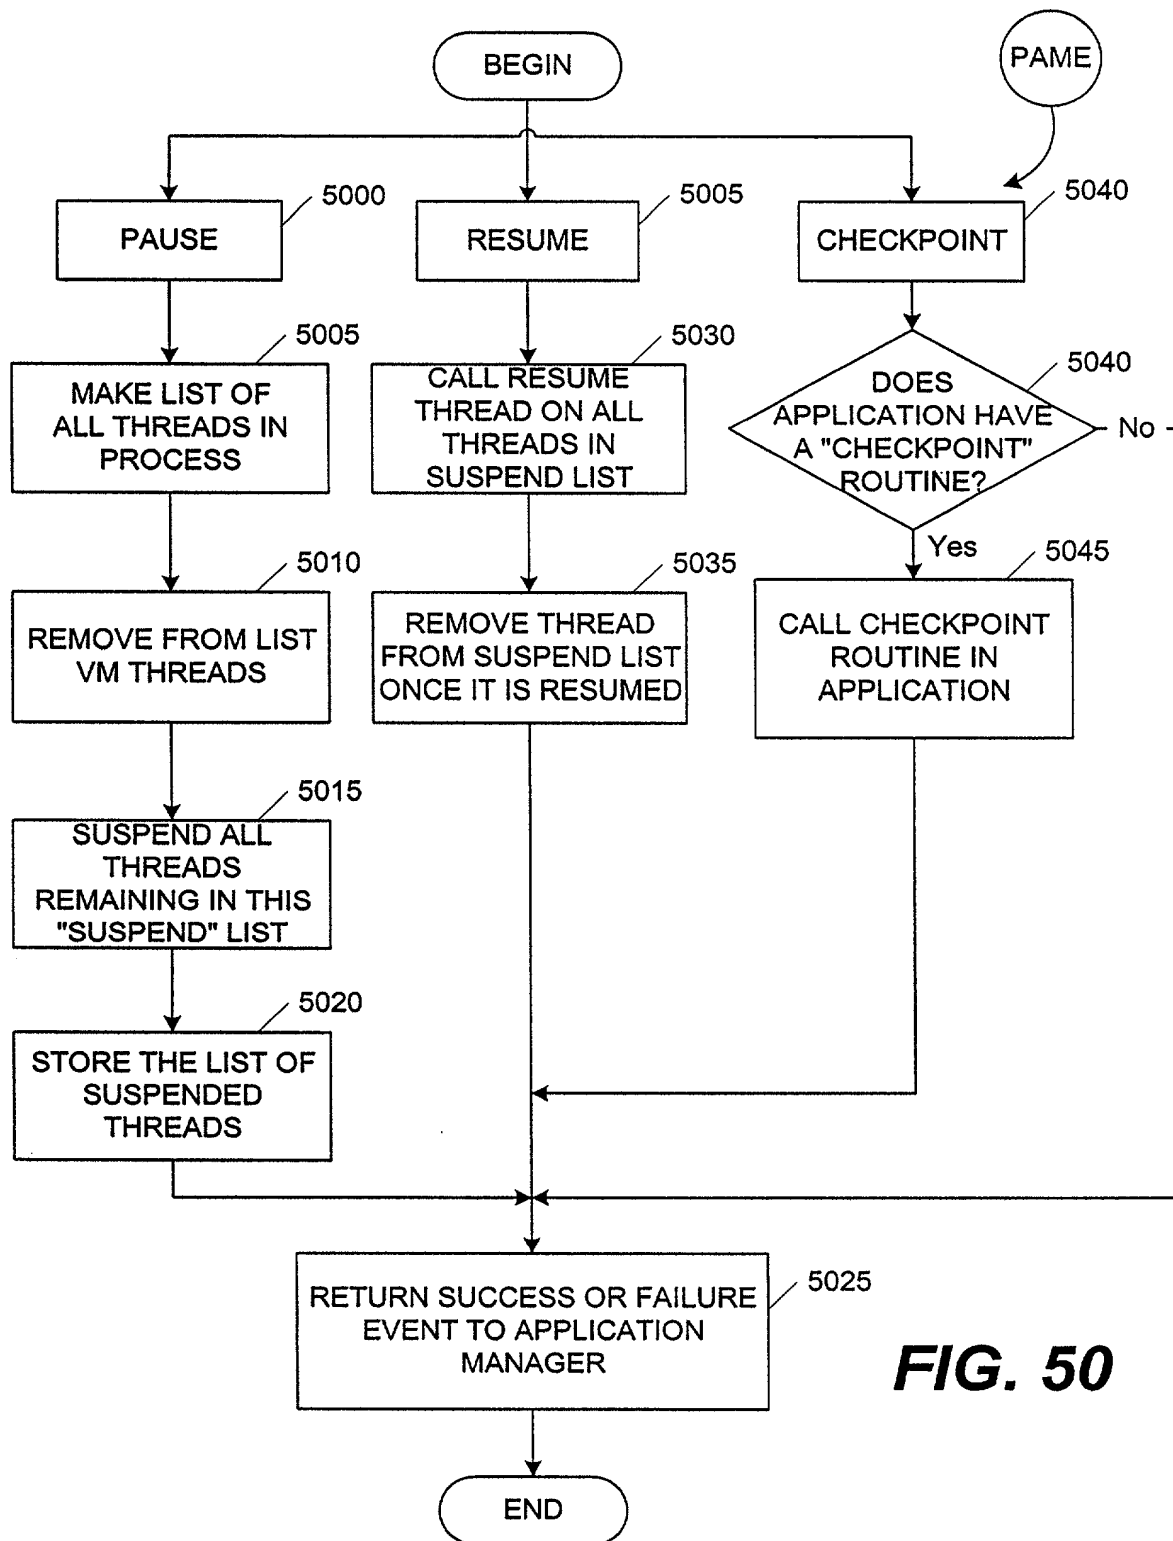 BEGIN
PAME
5000
PAUSE
5005
RESUME
5040
CHECKPOINT
5005
MAKE LIST OF
ALL THREADS IN
PROCESS
5030
CALL RESUME
THREAD ON ALL
THREADS IN
SUSPEND LIST
5040
DOES
APPLICATION HAVE
A "CHECKPOINT"
ROUTINE?
No
Yes
5010
REMOVE FROM LIST
VM THREADS
5035
REMOVE THREAD
FROM SUSPEND LIST
ONCE IT IS RESUMED
5045
CALL CHECKPOINT
ROUTINE IN
APPLICATION
5015
SUSPEND ALL
THREADS
REMAINING IN THIS
"SUSPEND" LIST
5020
STORE THE LIST OF
SUSPENDED
THREADS
5025
RETURN SUCCESS OR FAILURE
EVENT TO APPLICATION
MANAGER
FIG. 50
END